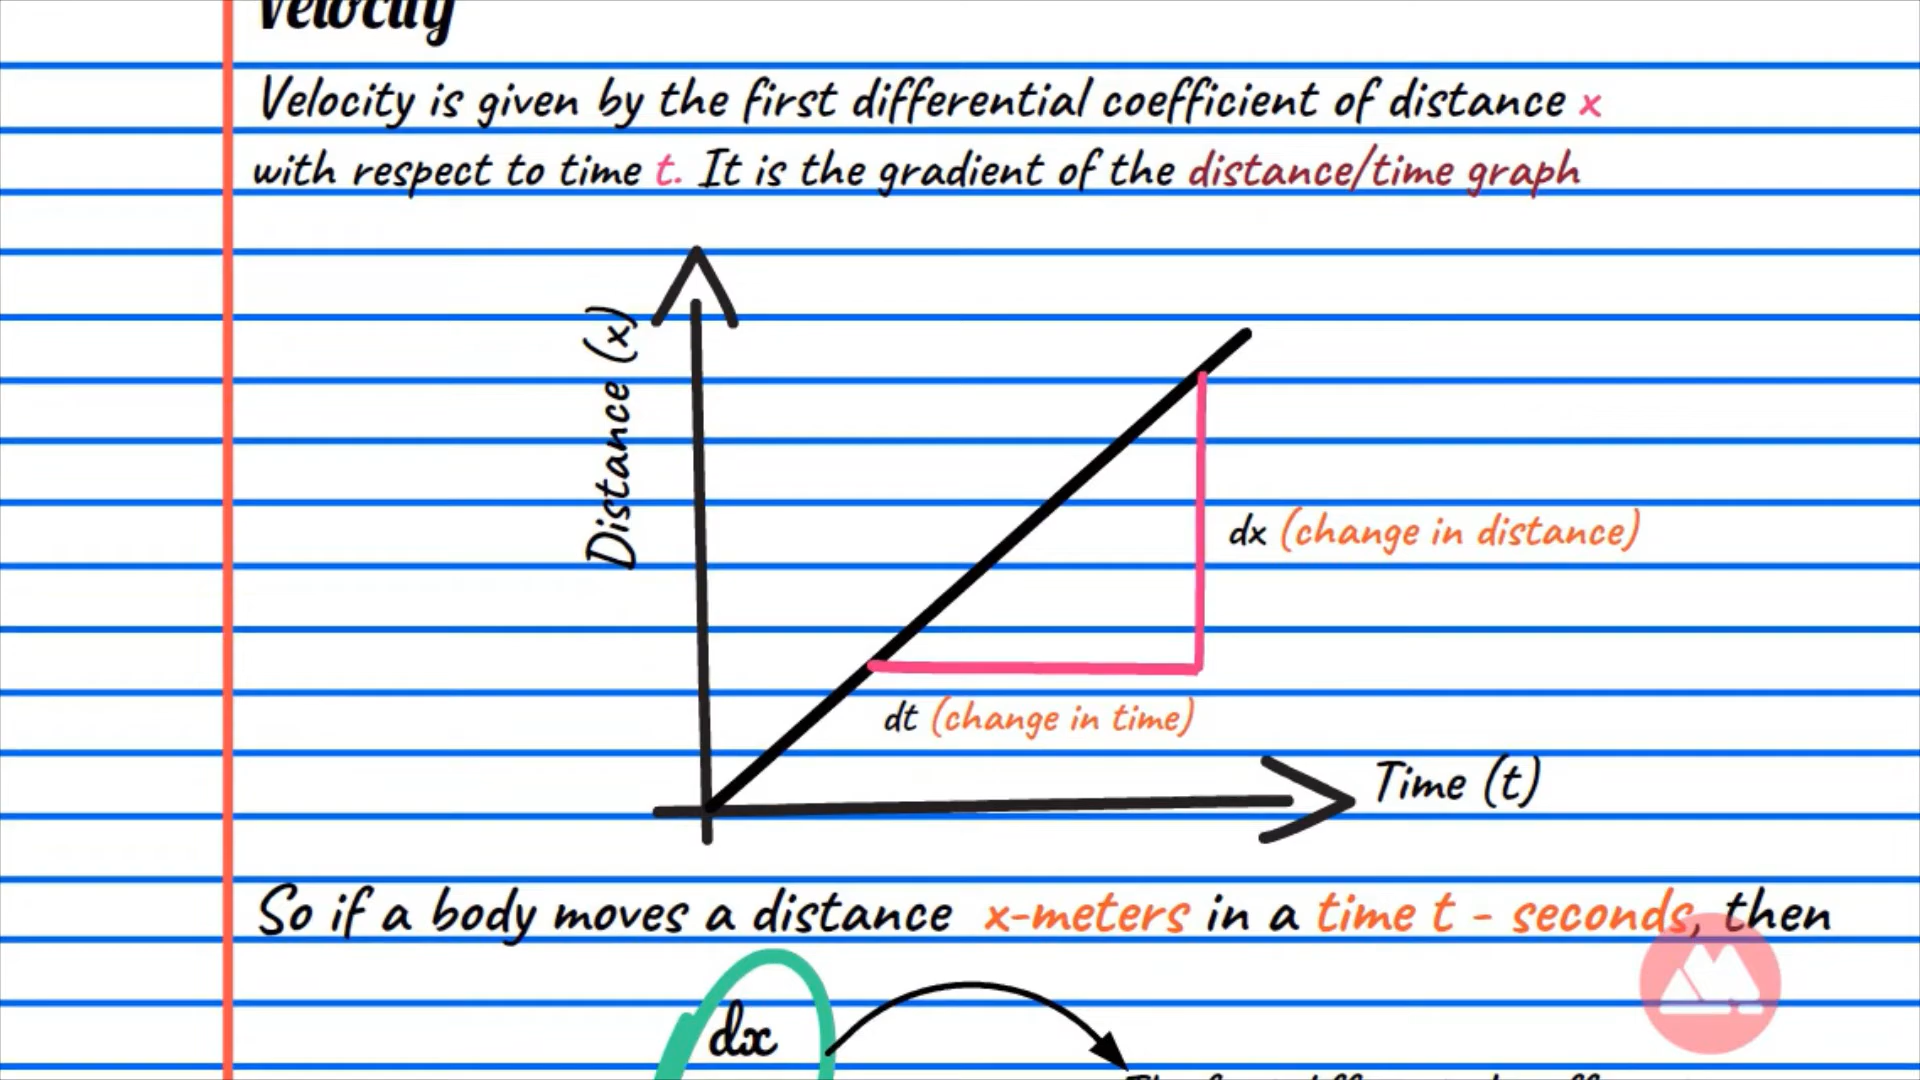 Velocity
Velocity is given by the first differential coefficient of distance x
with respect to time t. It is the gradient of the distance/time graph
Distance (x)
dx (change in distance)
dt (change in time)
Time (t)
So if a body moves a distance x-meters in a time t - seconds, then
dx